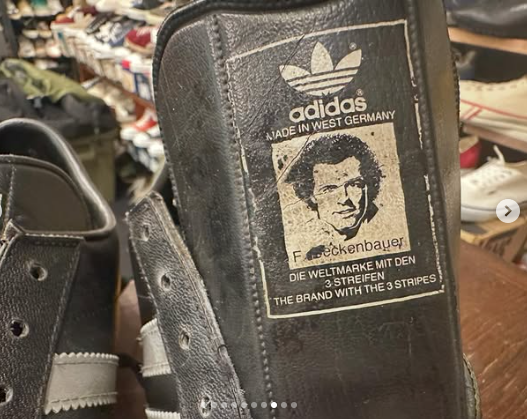 adidas
MADE IN WEST GERMANY
F. Beckenbauer
DIE WELTMARKE MIT DEN
3 STREIFEN
THE BRAND WITH THE 3 STRIPES